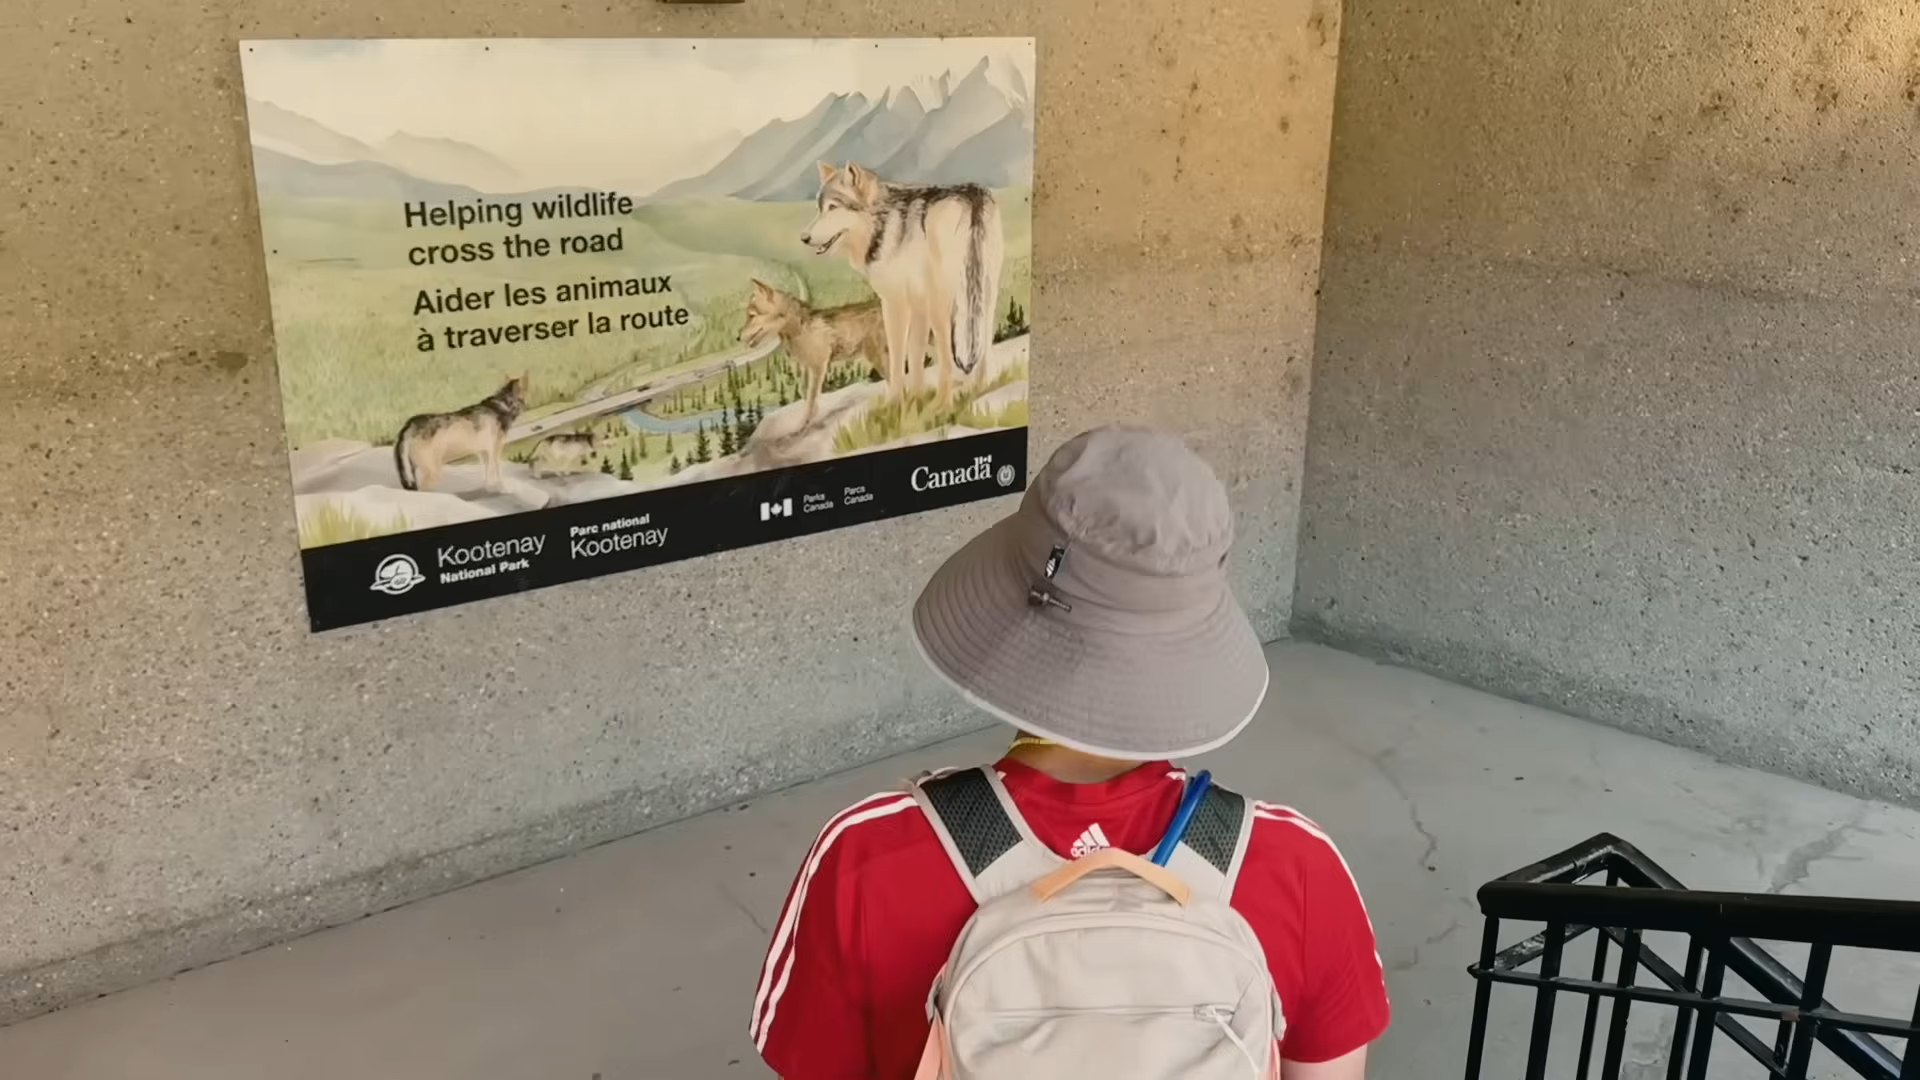 Helping wildlife
cross the road
Aider les animaux
à traverser la route
Kootenay
National Park
Parc national
Kootenay
Parks
Canada
Parcs
Canada
Canada
adidas